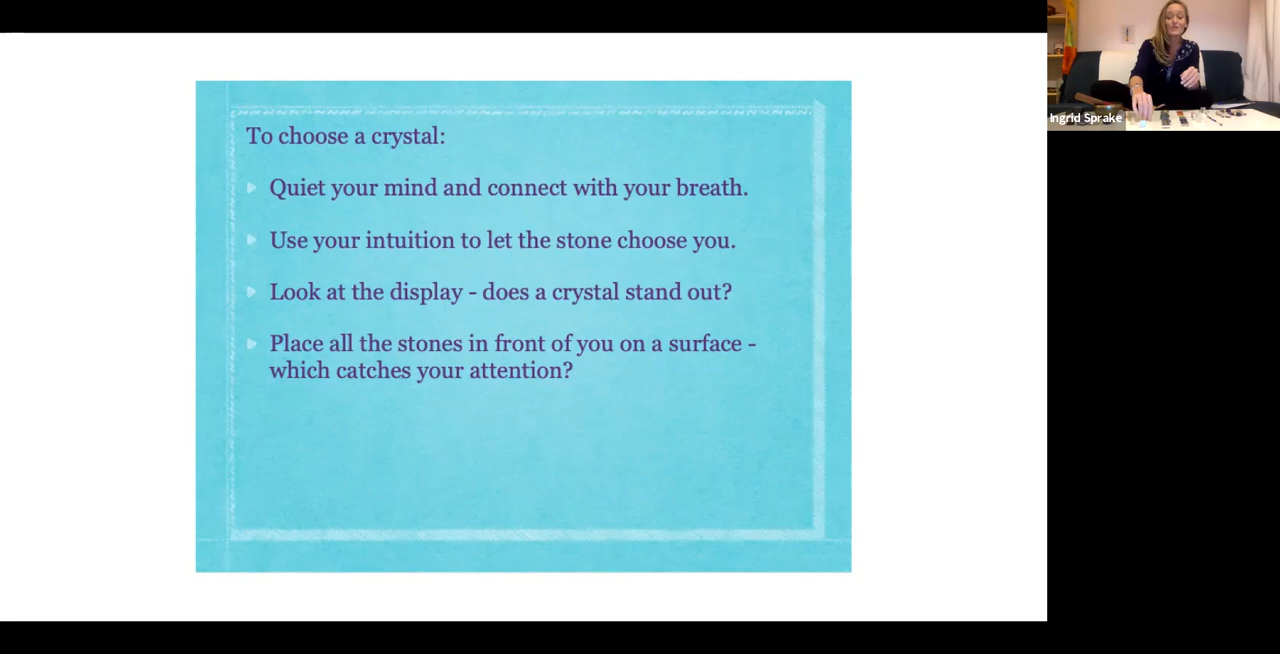 To choose a crystal:
Quiet your mind and connect with your breath.
Use your intuition to let the stone choose you.
Look at the display - does a crystal stand out?
Place all the stones in front of you on a surface -
which catches your attention?
Ingrid Sprake